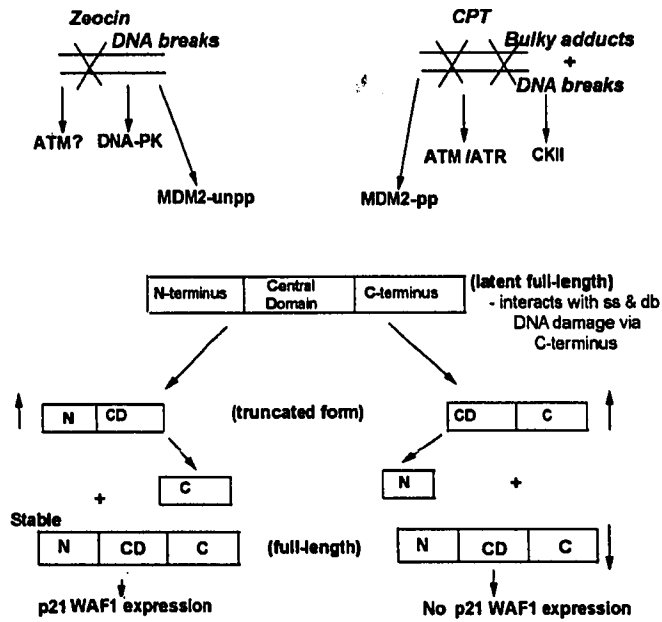 Zeocin
DNA breaks
ATM?
DNA-PK
MDM2-unpp
CPT
Bulky adducts
+
DNA breaks
ATM/ATR
CKII
MDM2-pp
N-terminus
Central
Domain
C-terminus
(latent full-length)
- interacts with ss & db
DNA damage via
C-terminus
N
CD
(truncated form)
CD
C
C
N
+
+
Stable
N
CD
C
(full-length)
N
CD
C
p21 WAF1 expression
No p21 WAF1 expression